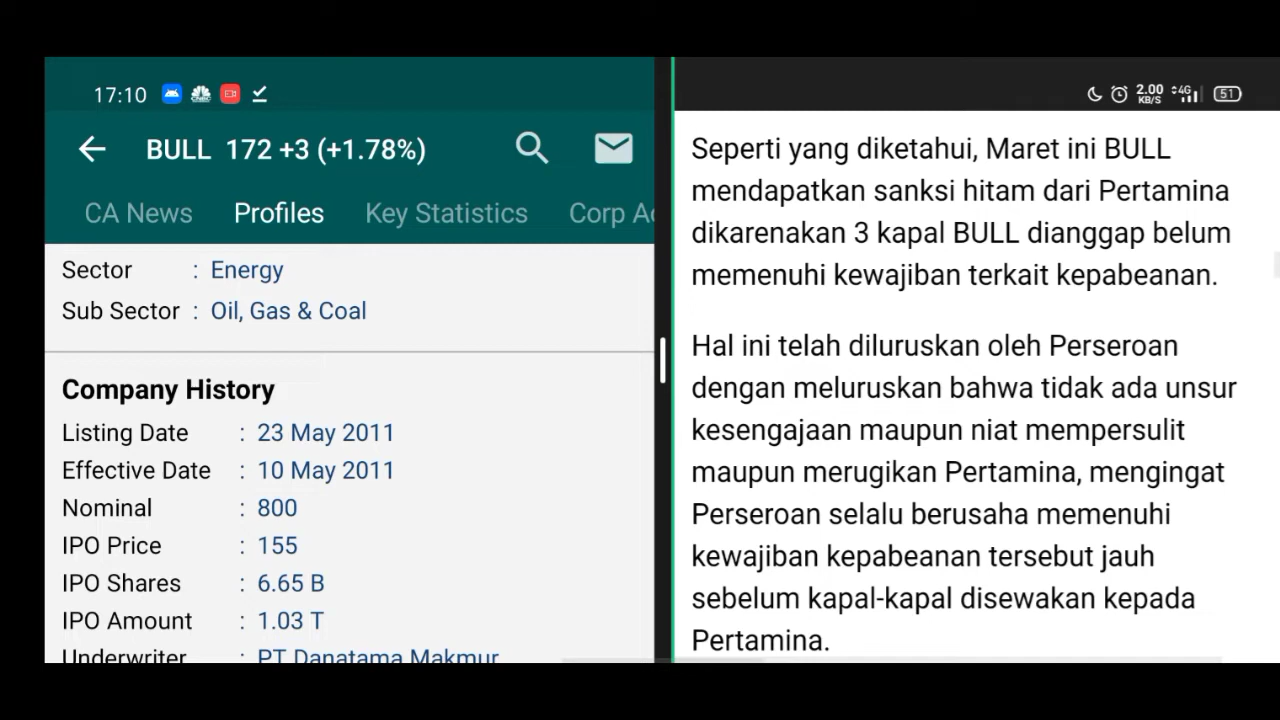 17:10
BULL 172 +3 (+1.78%)
CA News Profiles Key Statistics Corp Ac
Sector : Energy
Sub Sector : Oil, Gas & Coal
Company History
Listing Date : 23 May 2011
Effective Date : 10 May 2011
Nominal : 800
IPO Price : 155
IPO Shares : 6.65 B
IPO Amount : 1.03 T
Underwriter : PT Danatama Makmur
2.00 KB/S 4G 51
Seperti yang diketahui, Maret ini BULL
mendapatkan sanksi hitam dari Pertamina
dikarenakan 3 kapal BULL dianggap belum
memenuhi kewajiban terkait kepabeanan.
Hal ini telah diluruskan oleh Perseroan
dengan meluruskan bahwa tidak ada unsur
kesengajaan maupun niat mempersulit
maupun merugikan Pertamina, mengingat
Perseroan selalu berusaha memenuhi
kewajiban kepabeanan tersebut jauh
sebelum kapal-kapal disewakan kepada
Pertamina.